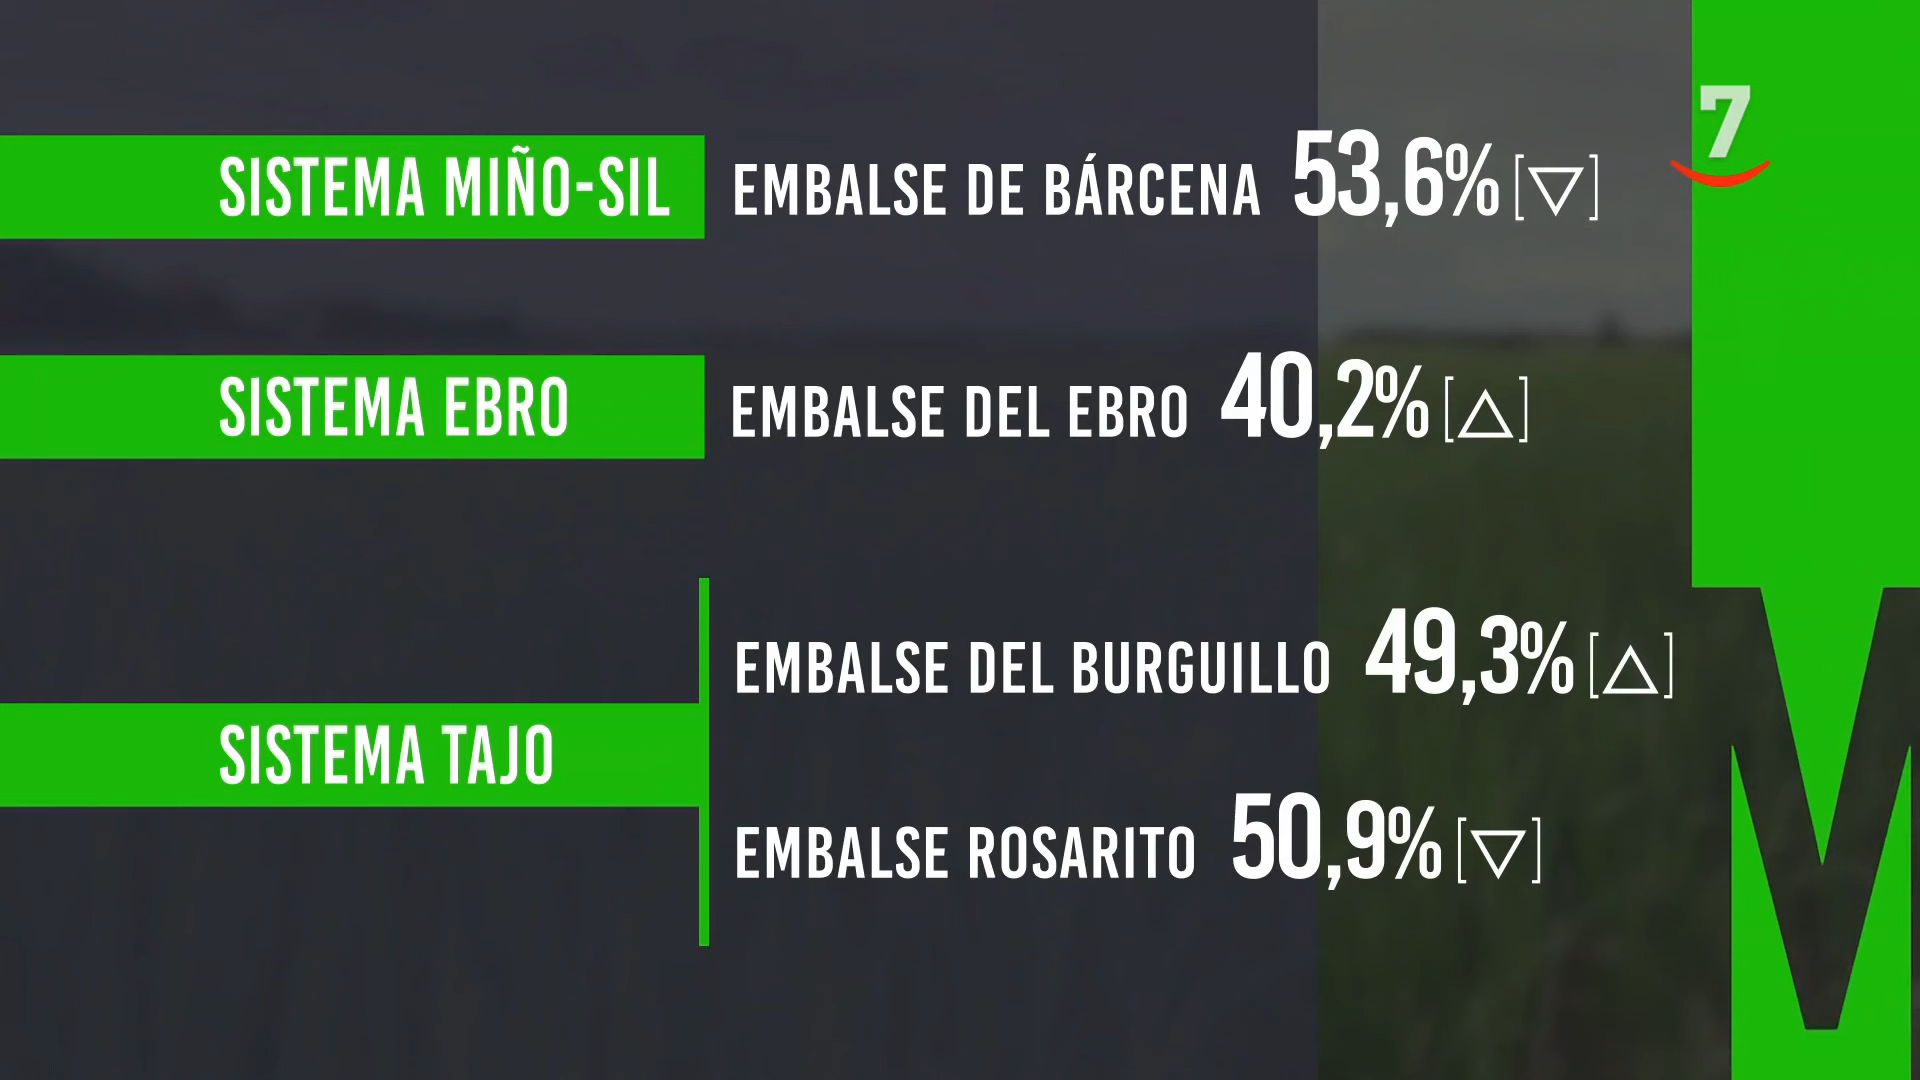 7
SISTEMA MIÑO-SIL EMBALSE DE BÁRCENA 53,6% [▽]
SISTEMA EBRO EMBALSE DEL EBRO 40,2% [△]
SISTEMA TAJO
EMBALSE DEL BURGUILLO 49,3% [△]
EMBALSE ROSARITO 50,9% [▽]
M